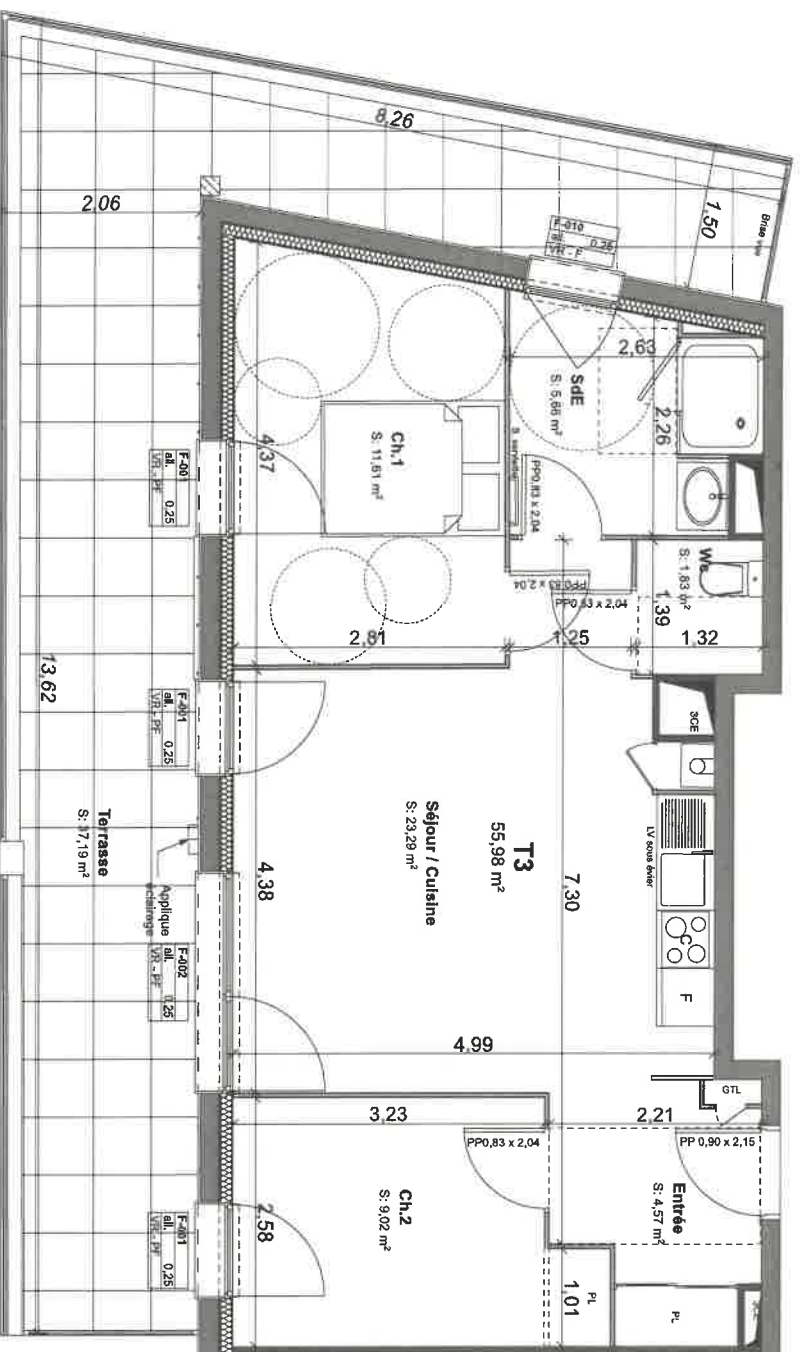 8,26
1,50
Brise vue
2,06
F-010
all. 0,25
VR - F
2,63
SdE
S: 5,66 m²
2,26
S. serviette
PP0,83 x 2,04
4,37
Ch.1
S: 11,61 m²
F-001
all. 0,25
VR - PF
Wc
S: 1,83 m²
PP0,83 x 2,04
PP0,83 x 2,04
1,39
2,81
1,25
1,32
13,62
F-001
all. 0,25
VR - PF
3CE
Terrasse
S: 37,19 m²
Applique
éclairage
Séjour / Cuisine
S: 23,29 m²
T3
55,98 m²
LV sous évier
4,38
7,30
C
F
F-002
all. 0,25
VR - PF
4,99
GTL
3,23
2,21
PP0,83 x 2,04
PP 0,90 x 2,15
Ch.2
S: 9,02 m²
Entrée
S: 4,57 m²
F-001
all. 0,25
VR - PF
2,58
1,01
PL
PL